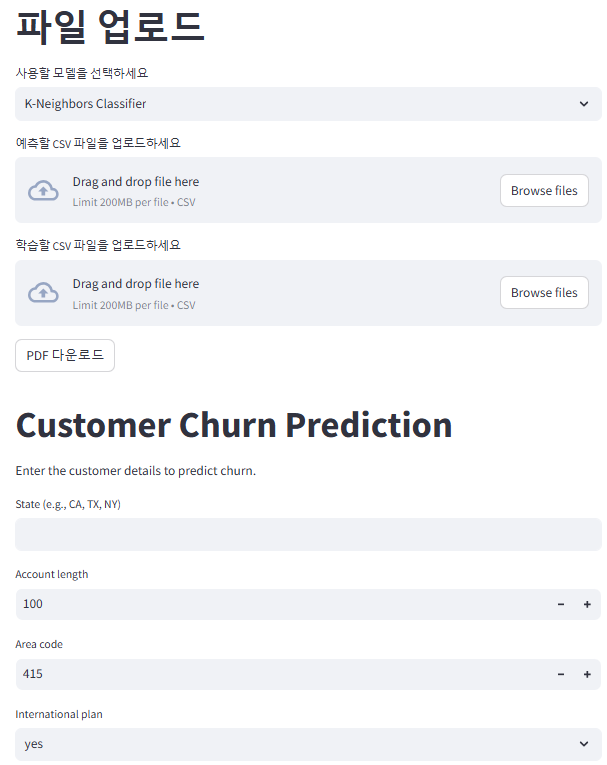 파일 업로드
사용할 모델을 선택하세요
K-Neighbors Classifier
예측할 CSV 파일을 업로드하세요
Drag and drop file here
Limit 200MB per file • CSV
Browse files
학습할 CSV 파일을 업로드하세요
Drag and drop file here
Limit 200MB per file • CSV
Browse files
PDF 다운로드
Customer Churn Prediction
Enter the customer details to predict churn.
State (e.g., CA, TX, NY)
Account length
100
Area code
415
International plan
yes